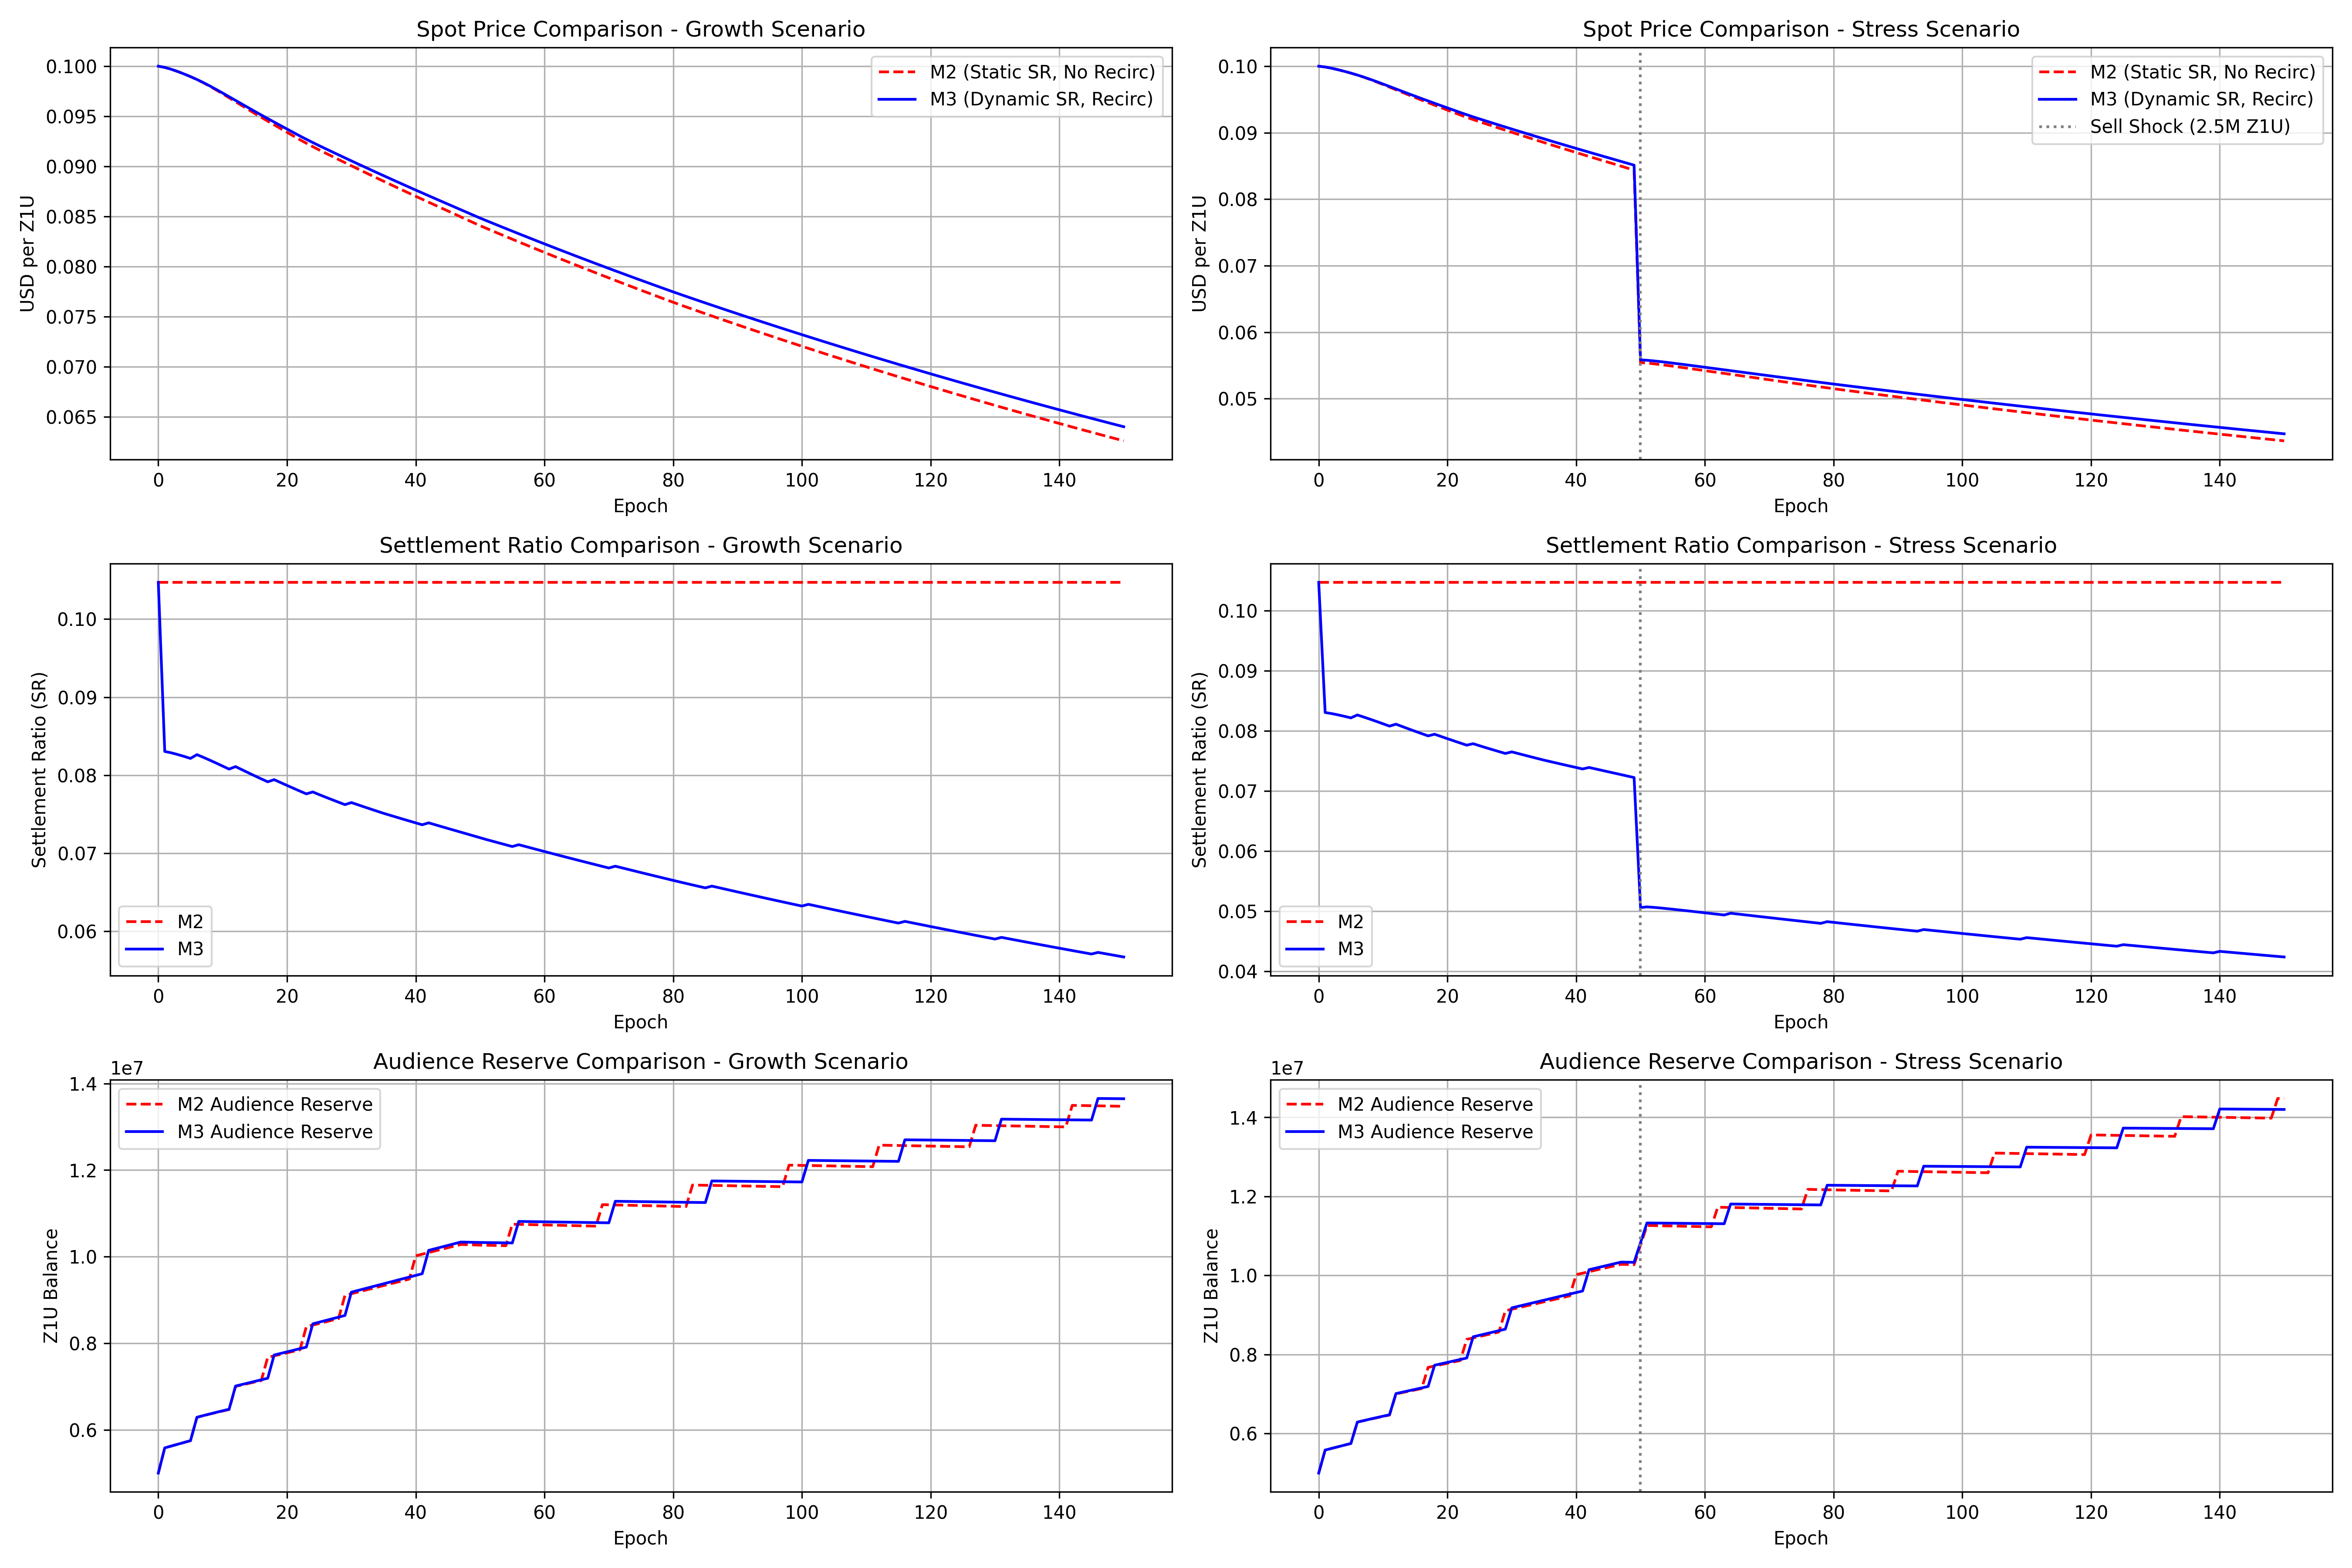 Spot Price Comparison - Growth Scenario
USD per Z1U
0.100
0.095
0.090
0.085
0.080
0.075
0.070
0.065
M2 (Static SR, No Recirc)
M3 (Dynamic SR, Recirc)
0 20 40 60 80 100 120 140
Epoch
Spot Price Comparison - Stress Scenario
USD per Z1U
0.10
0.09
0.08
0.07
0.06
0.05
M2 (Static SR, No Recirc)
M3 (Dynamic SR, Recirc)
Sell Shock (2.5M Z1U)
0 20 40 60 80 100 120 140
Epoch
Settlement Ratio Comparison - Growth Scenario
Settlement Ratio (SR)
0.10
0.09
0.08
0.07
0.06
M2
M3
0 20 40 60 80 100 120 140
Epoch
Settlement Ratio Comparison - Stress Scenario
Settlement Ratio (SR)
0.10
0.09
0.08
0.07
0.06
0.05
0.04
M2
M3
0 20 40 60 80 100 120 140
Epoch
Audience Reserve Comparison - Growth Scenario
1e7
Z1U Balance
1.4
1.2
1.0
0.8
0.6
M2 Audience Reserve
M3 Audience Reserve
0 20 40 60 80 100 120 140
Epoch
Audience Reserve Comparison - Stress Scenario
1e7
Z1U Balance
1.4
1.2
1.0
0.8
0.6
M2 Audience Reserve
M3 Audience Reserve
0 20 40 60 80 100 120 140
Epoch